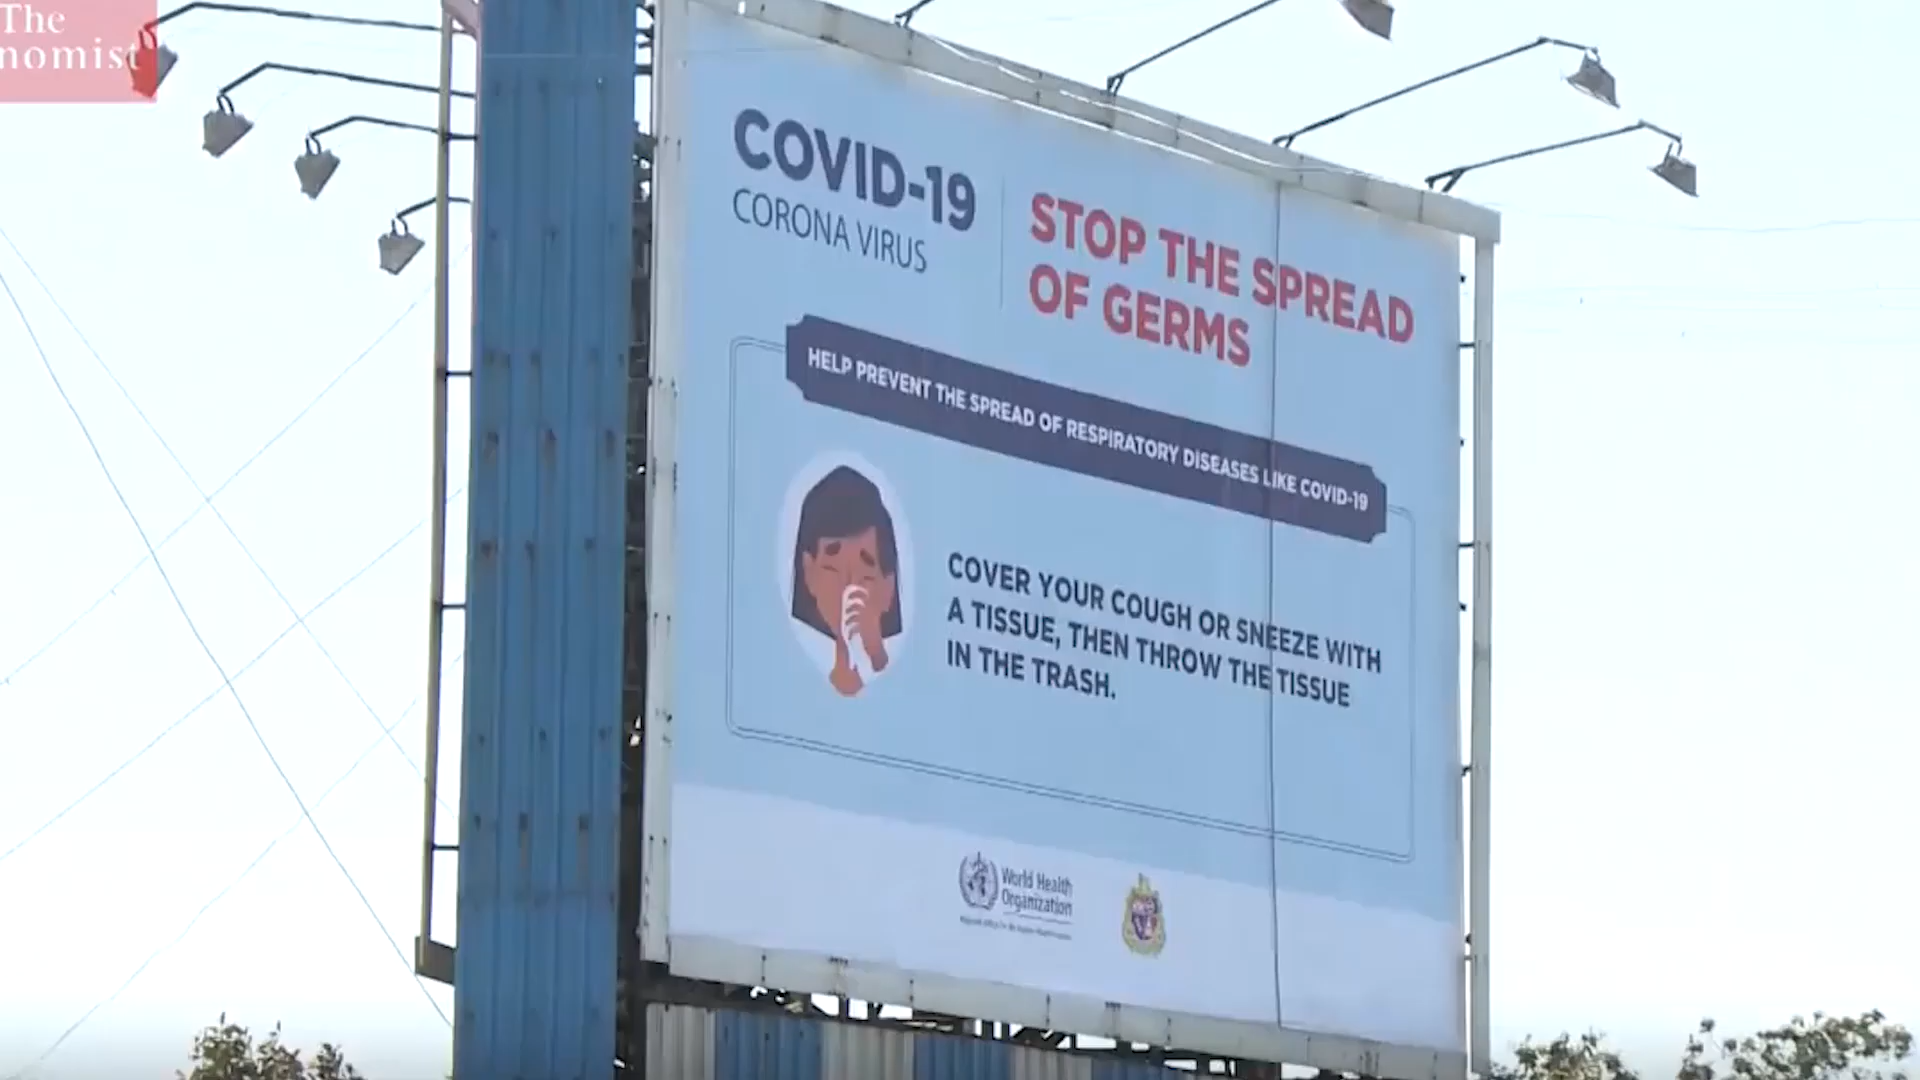 The
nomist
COVID-19
CORONA VIRUS
STOP THE SPREAD
OF GERMS
HELP PREVENT THE SPREAD OF RESPIRATORY DISEASES LIKE COVID-19
COVER YOUR COUGH OR SNEEZE WITH
A TISSUE, THEN THROW THE TISSUE
IN THE TRASH.
World Health
Organization